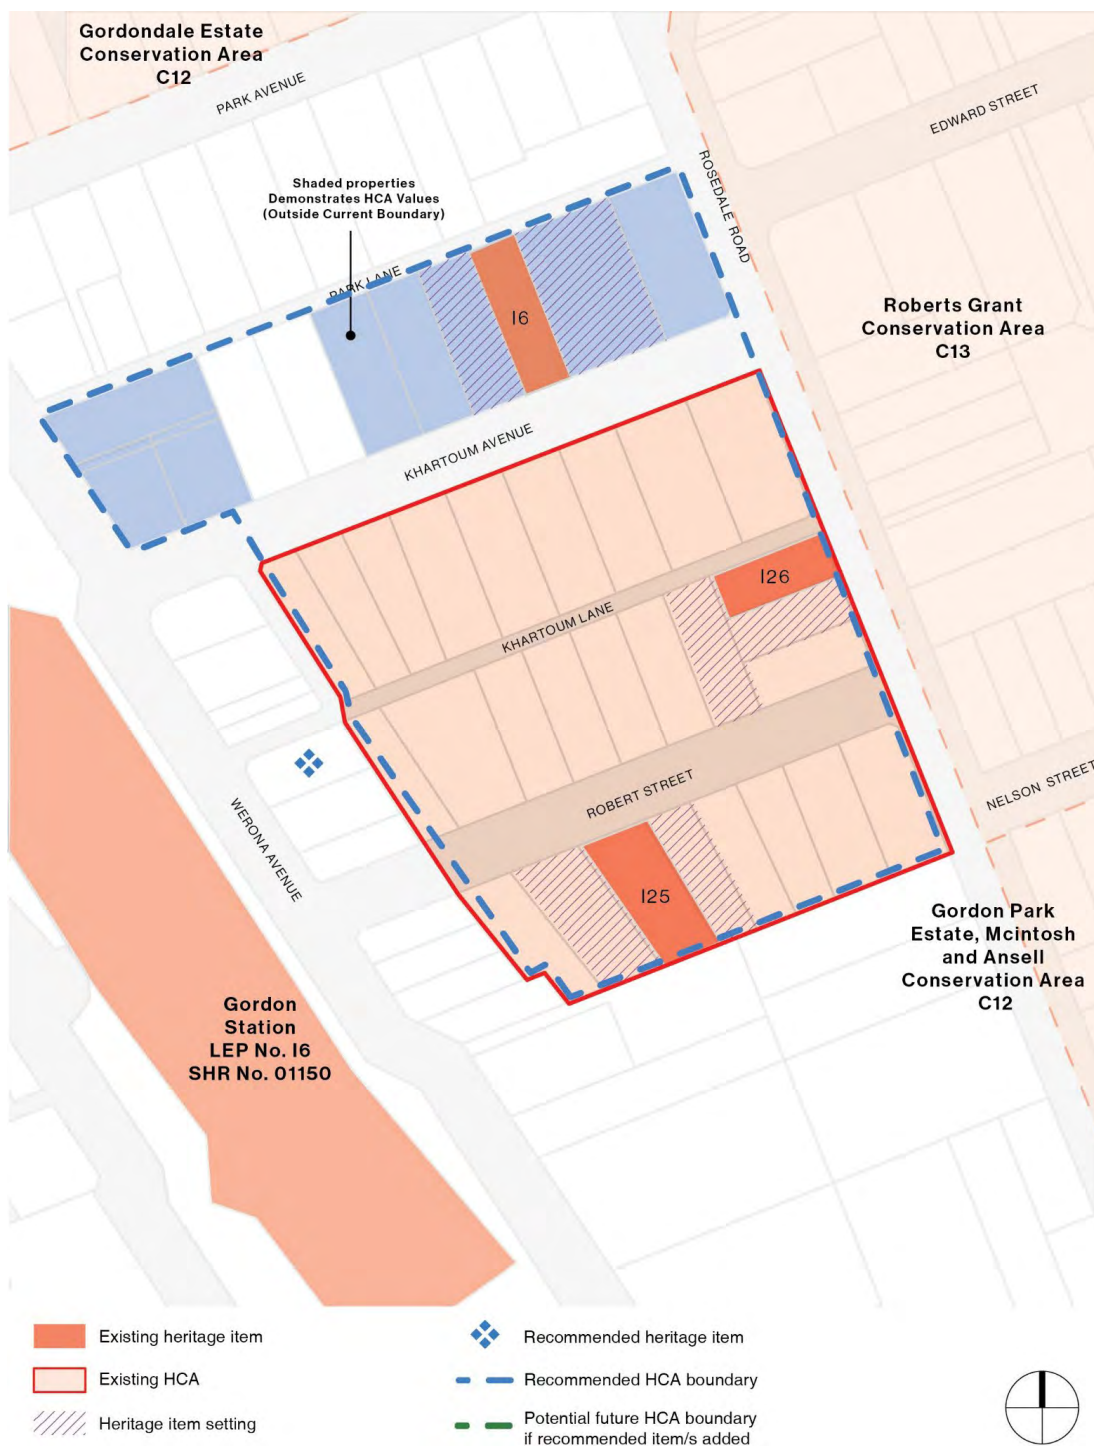 Gordondale Estate
Conservation Area
C12
PARK AVENUE
EDWARD STREET
ROSEDALE ROAD
Shaded properties
Demonstrates HCA Values
(Outside Current Boundary)
PARK LANE
I6
Roberts Grant
Conservation Area
C13
KHARTOUM AVENUE
I26
KHARTOUM LANE
ROBERT STREET
NELSON STREET
WERONA AVENUE
I25
Gordon Park
Estate, Mcintosh
and Ansell
Conservation Area
C12
Gordon
Station
LEP No. I6
SHR No. 01150
Existing heritage item
Existing HCA
Heritage item setting
Recommended heritage item
Recommended HCA boundary
Potential future HCA boundary
if recommended item/s added